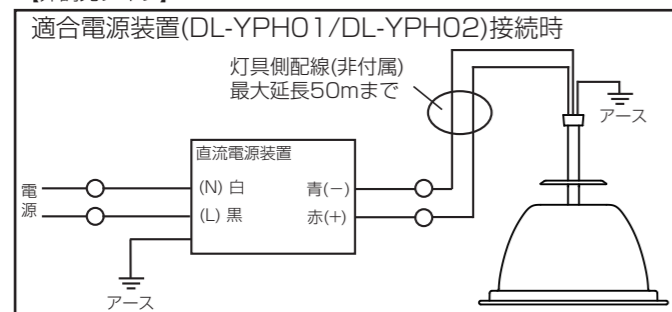 適合電源装置(DL-YPH01/DL-YPH02)接続時
灯具側配線(非付属)
最大延長50mまで
アース
直流電源装置
電源
(N) 白
青(−)
(L) 黒
赤(+)
アース